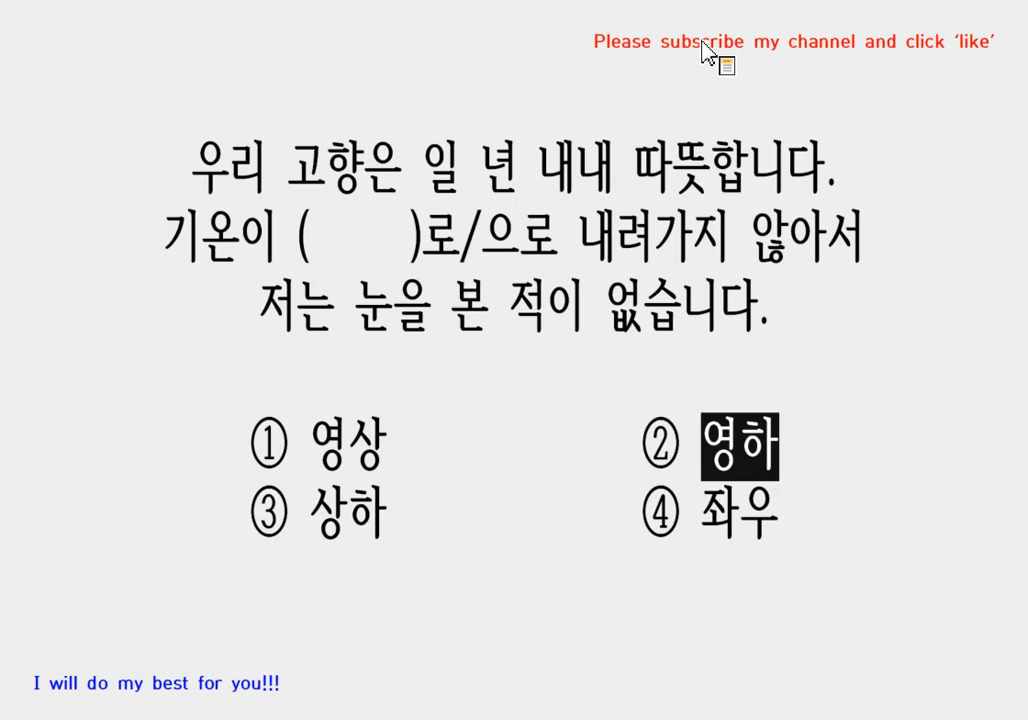 Please subscribe my channel and click ‘like’
우리 고향은 일 년 내내 따뜻합니다.
기온이 (      )로/으로 내려가지 않아서
저는 눈을 본 적이 없습니다.
① 영상 ② 영하
③ 상하 ④ 좌우
I will do my best for you!!!